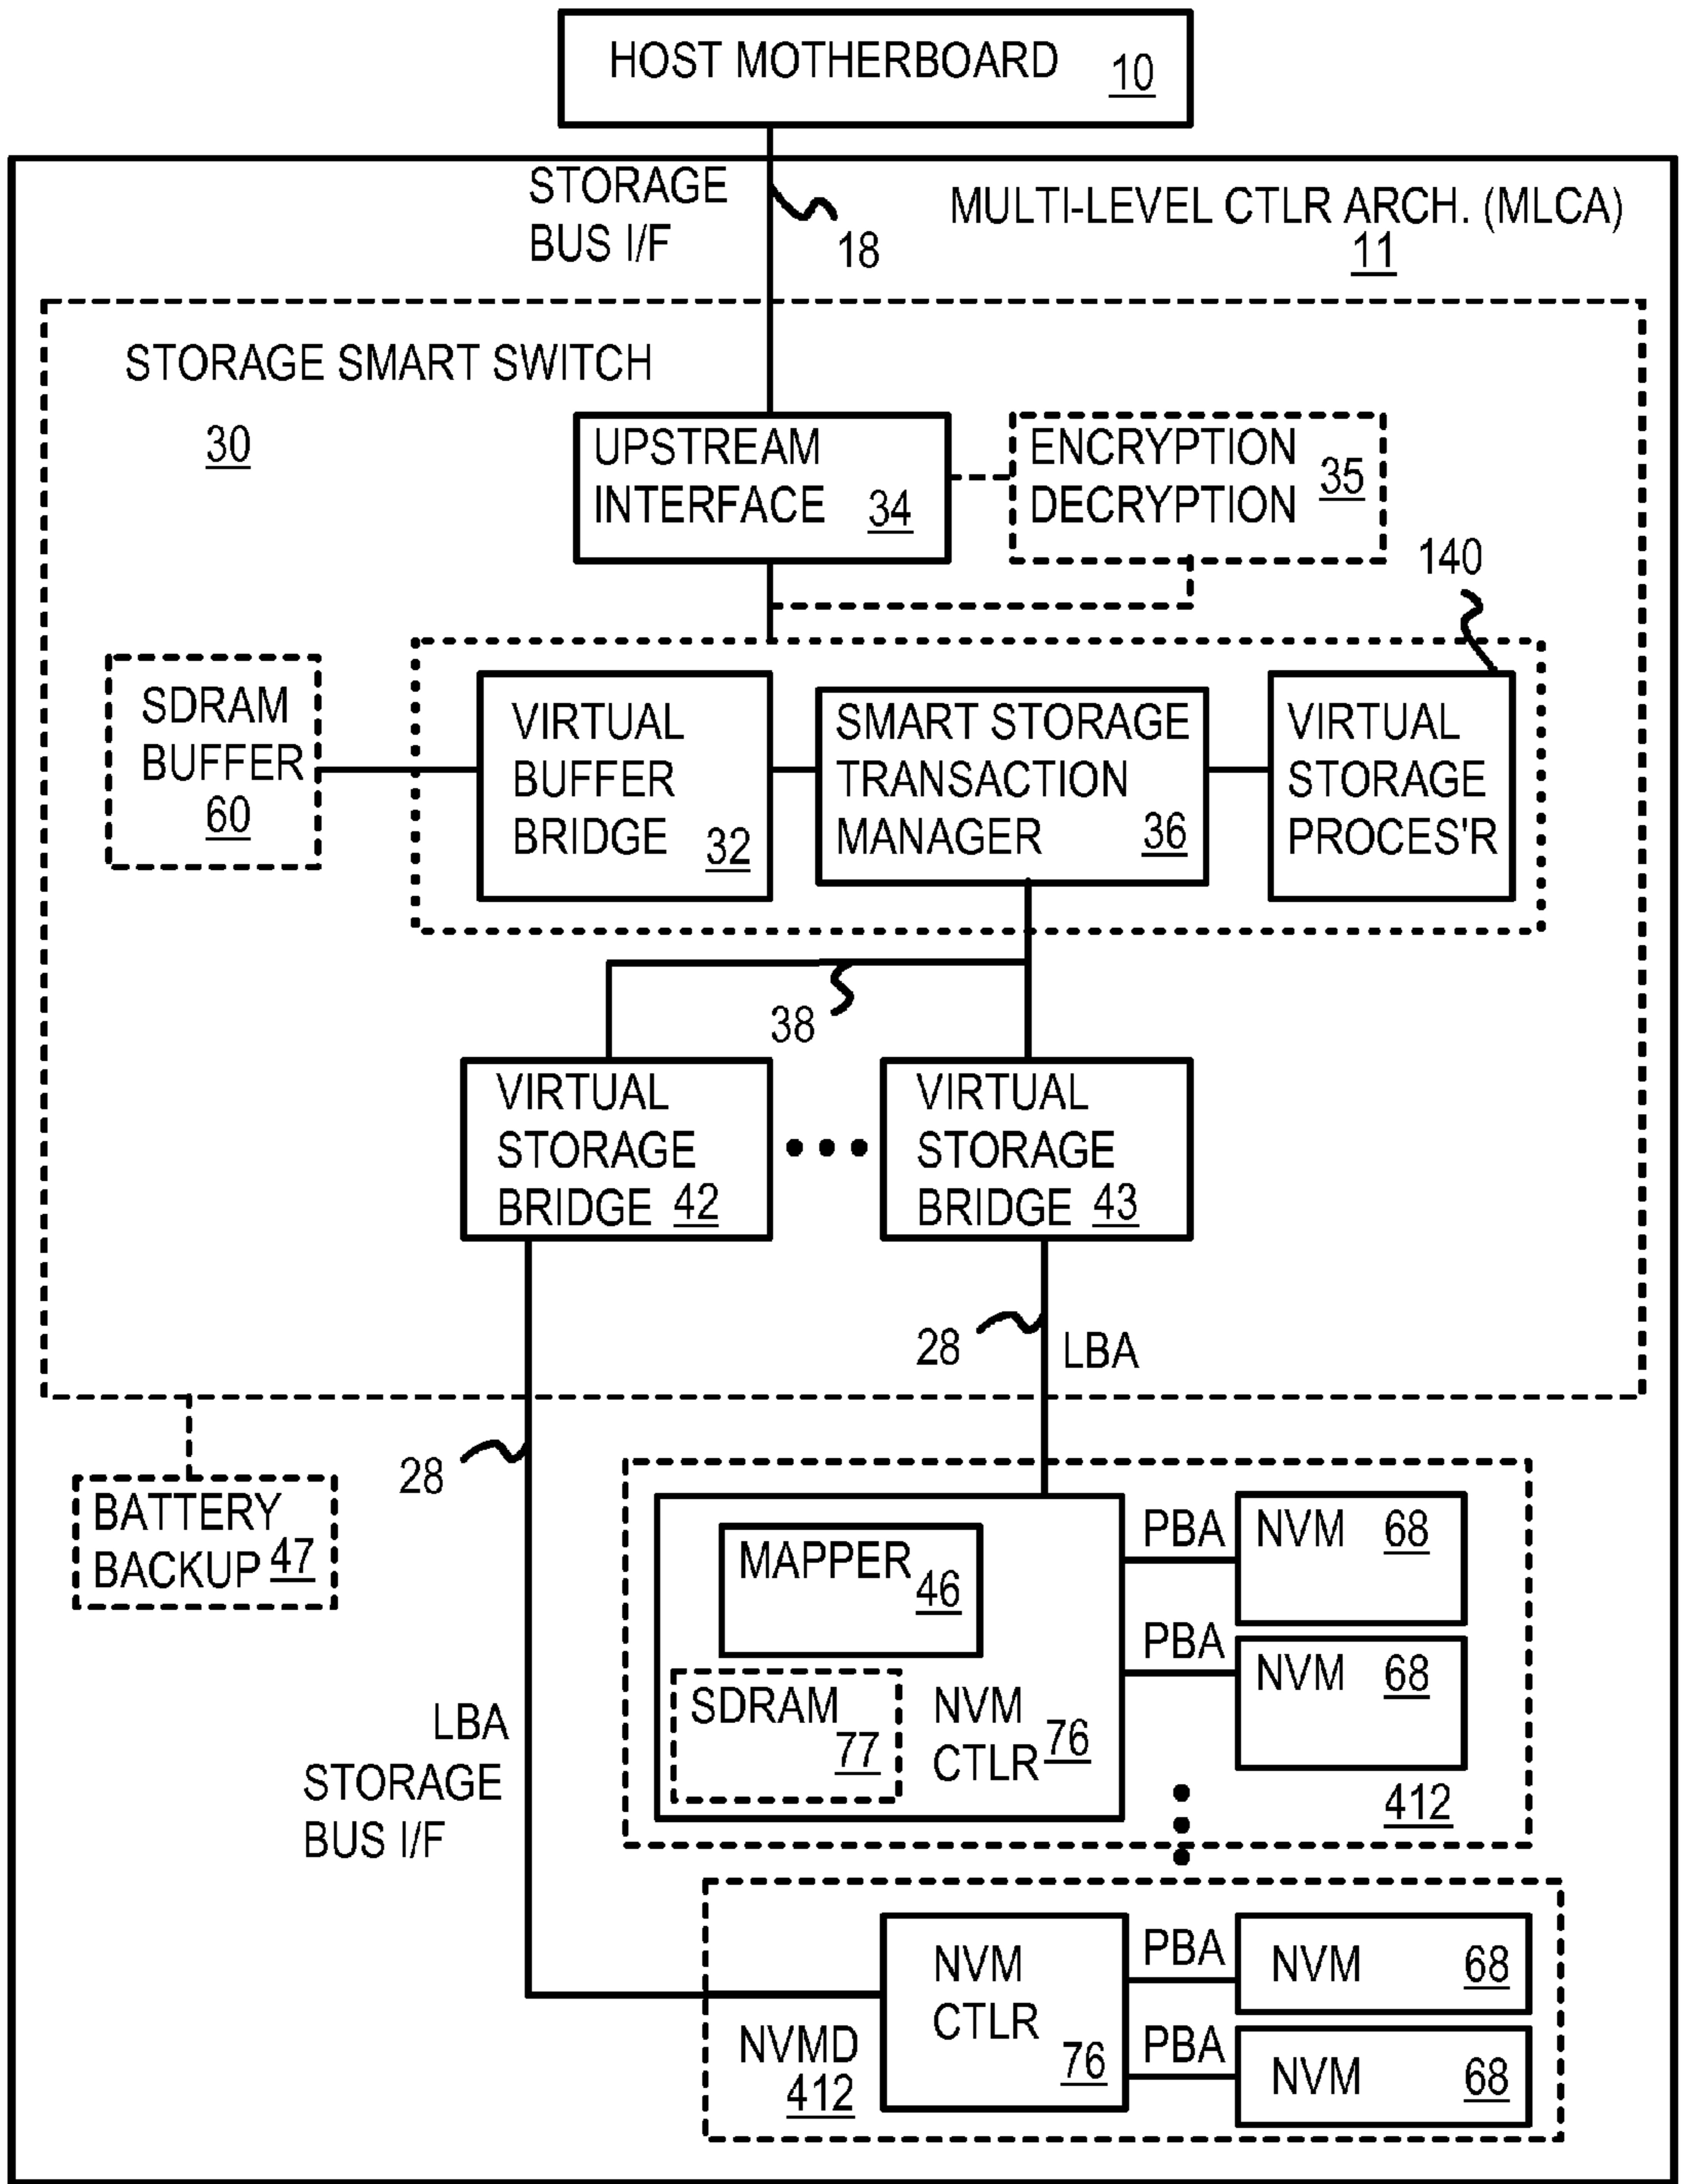 HOST MOTHERBOARD 10
STORAGE
BUS I/F
18
MULTI-LEVEL CTLR ARCH. (MLCA)
11
STORAGE SMART SWITCH
30
UPSTREAM
INTERFACE 34
ENCRYPTION
DECRYPTION 35
140
SDRAM
BUFFER
60
VIRTUAL
BUFFER
BRIDGE 32
SMART STORAGE
TRANSACTION
MANAGER 36
VIRTUAL
STORAGE
PROCES'R
38
VIRTUAL
STORAGE
BRIDGE 42
VIRTUAL
STORAGE
BRIDGE 43
28
LBA
28
BATTERY
BACKUP 47
MAPPER 46
SDRAM 77
NVM
CTLR 76
PBA
NVM 68
PBA
NVM 68
412
LBA
STORAGE
BUS I/F
NVMD
412
NVM
CTLR
76
PBA
NVM 68
PBA
NVM 68